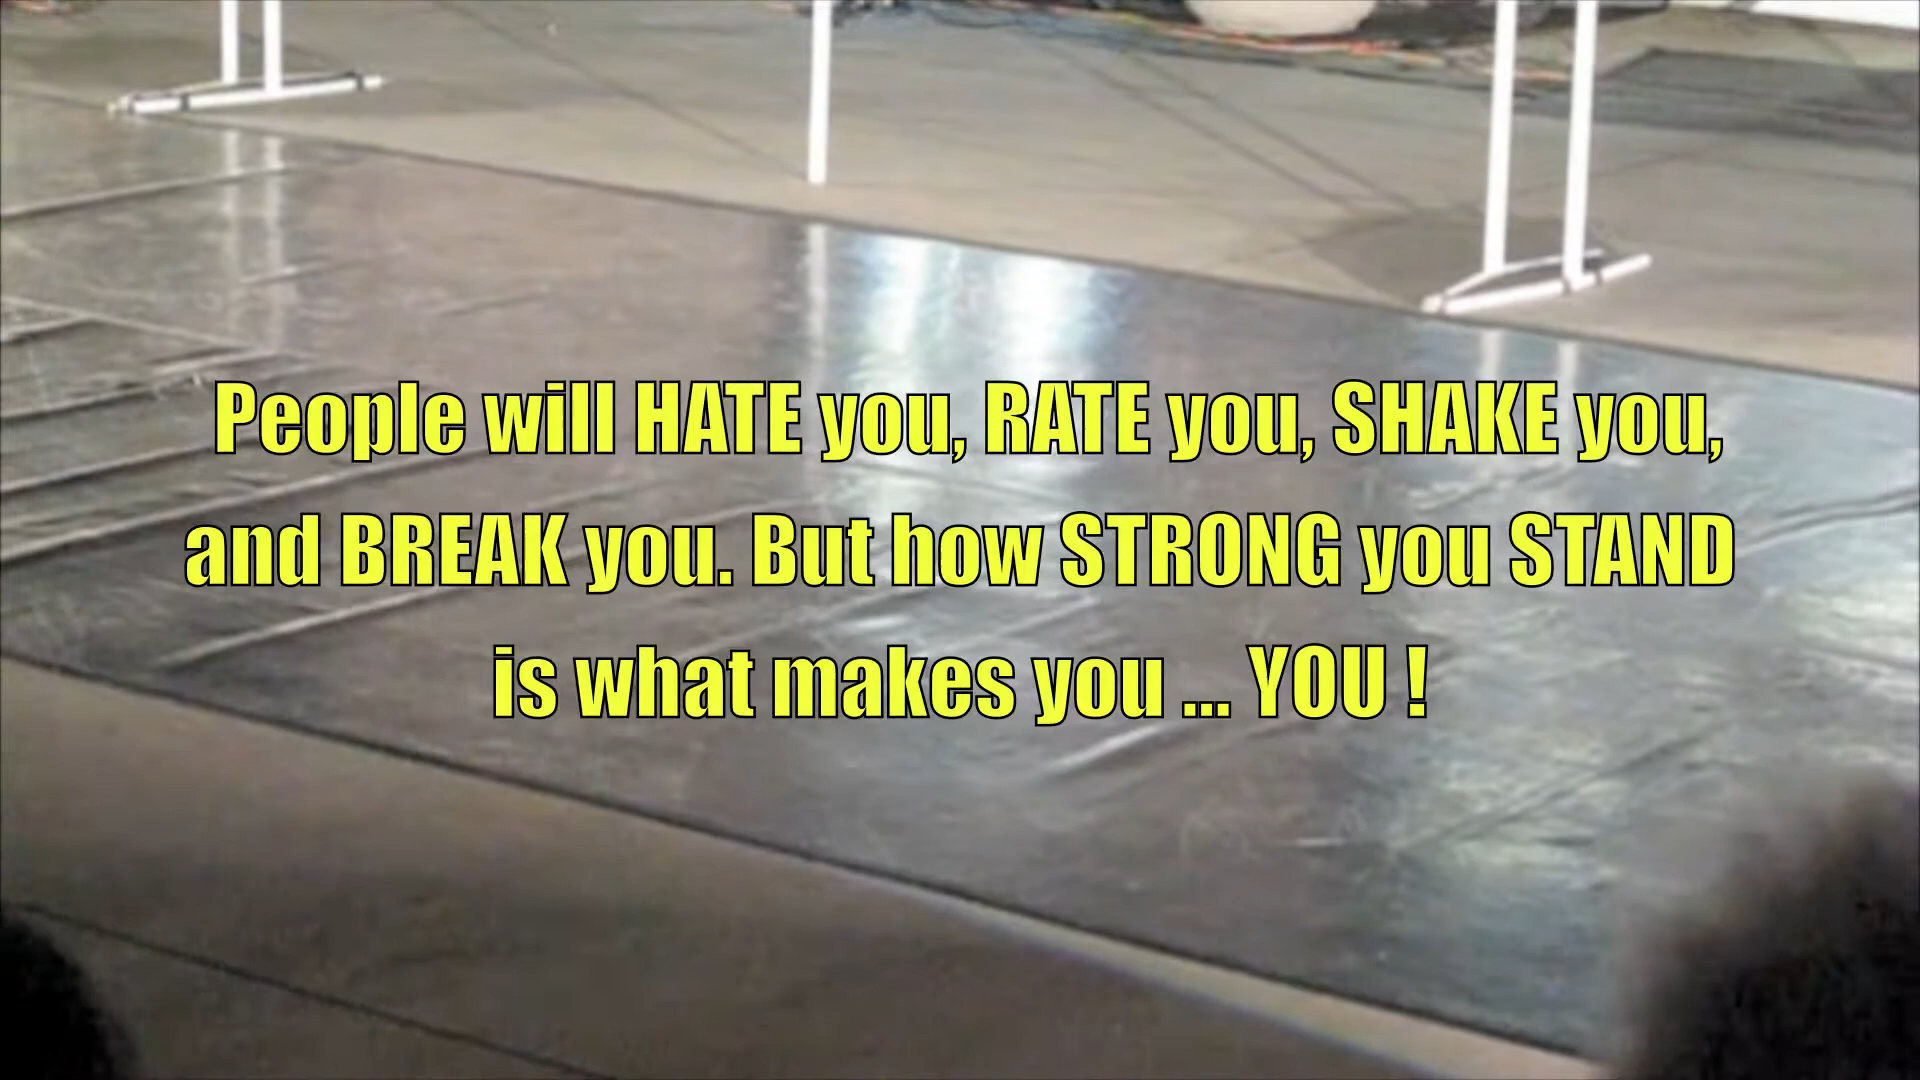 People will HATE you, RATE you, SHAKE you,
and BREAK you. But how STRONG you STAND
is what makes you ... YOU !